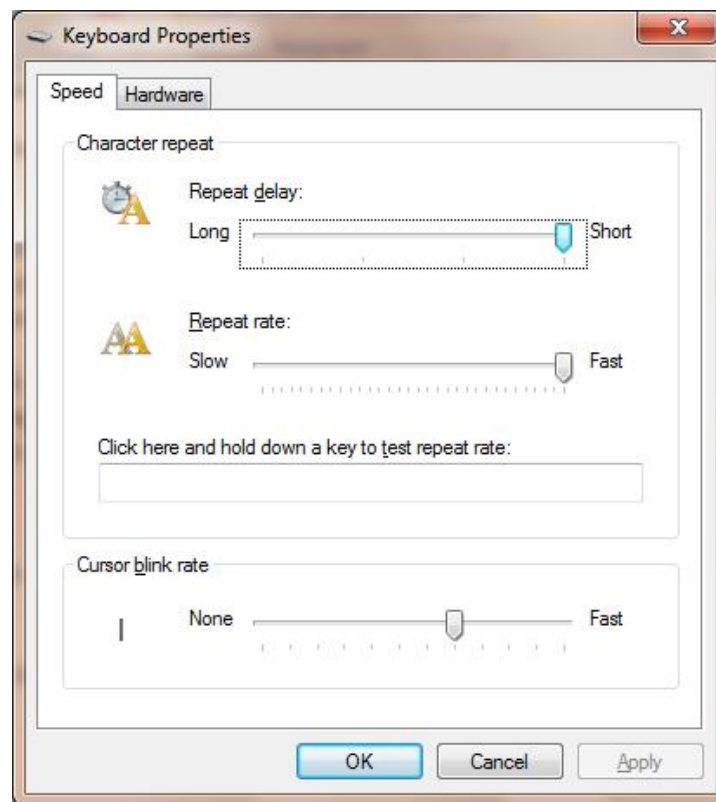 Keyboard Properties
Speed Hardware
Character repeat
Repeat delay:
Long Short
Repeat rate:
Slow Fast
Click here and hold down a key to test repeat rate:
Cursor blink rate
None Fast
OK Cancel Apply